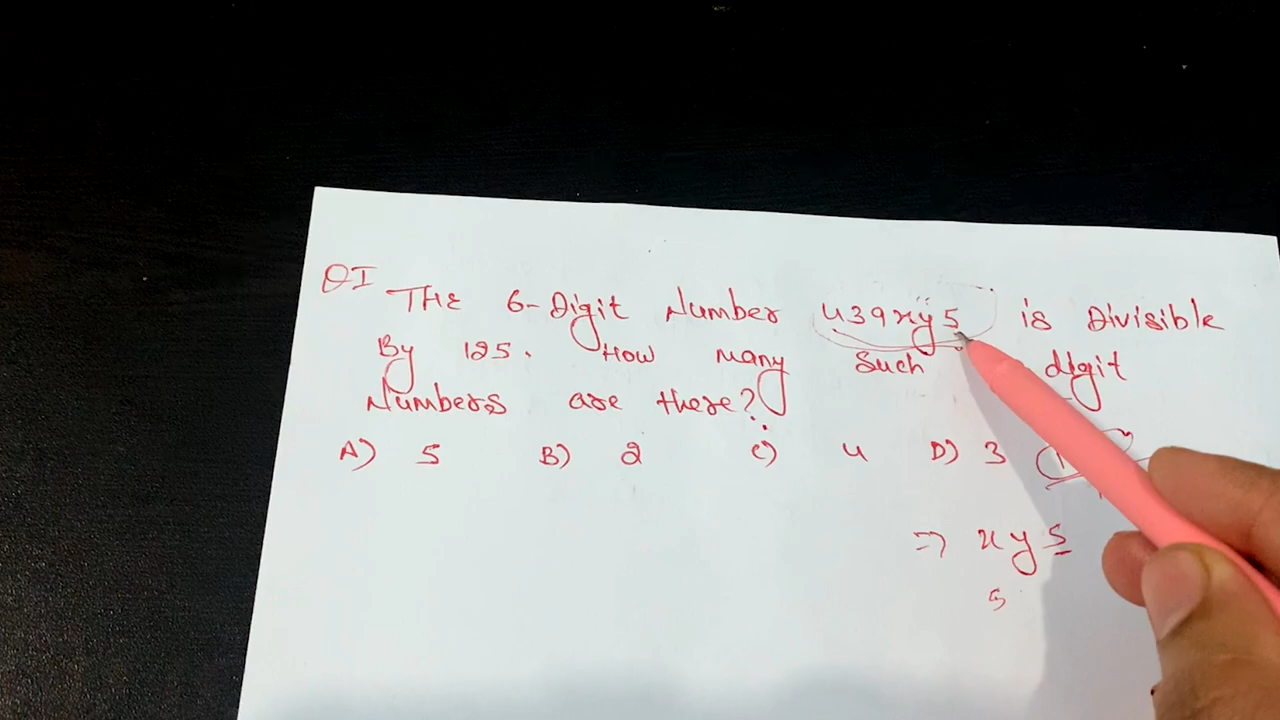 QI The 6-Digit Number 439xy5 is Divisible
By 125. How many Such digit
Numbers are there?
A) 5 B) 2 C) 4 D) 3
=> xy5
5